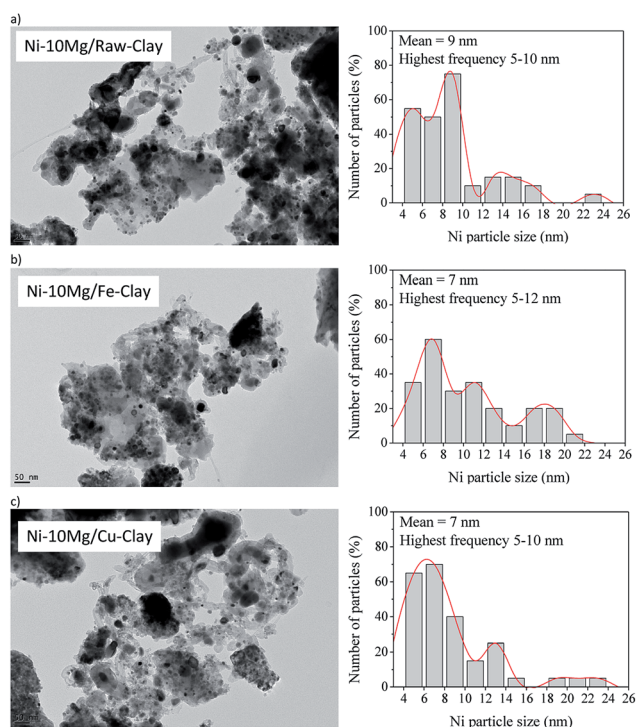 a)
Ni-10Mg/Raw-Clay
Mean = 9 nm
Highest frequency 5-10 nm
Number of particles (%)
100
80
60
40
20
0
4 6 8 10 12 14 16 18 20 22 24
Ni particle size (nm)
b)
Ni-10Mg/Fe-Clay
50 nm
Mean = 7 nm
Highest frequency 5-12 nm
Number of particles (%)
100
80
60
40
20
0
4 6 8 10 12 14 16 18 20 22 24 26
Ni particle size (nm)
c)
Ni-10Mg/Cu-Clay
50 nm
Mean = 7 nm
Highest frequency 5-10 nm
Number of particles (%)
100
80
60
40
20
0
4 6 8 10 12 14 16 18 20 22 24 26
Ni particle size (nm)